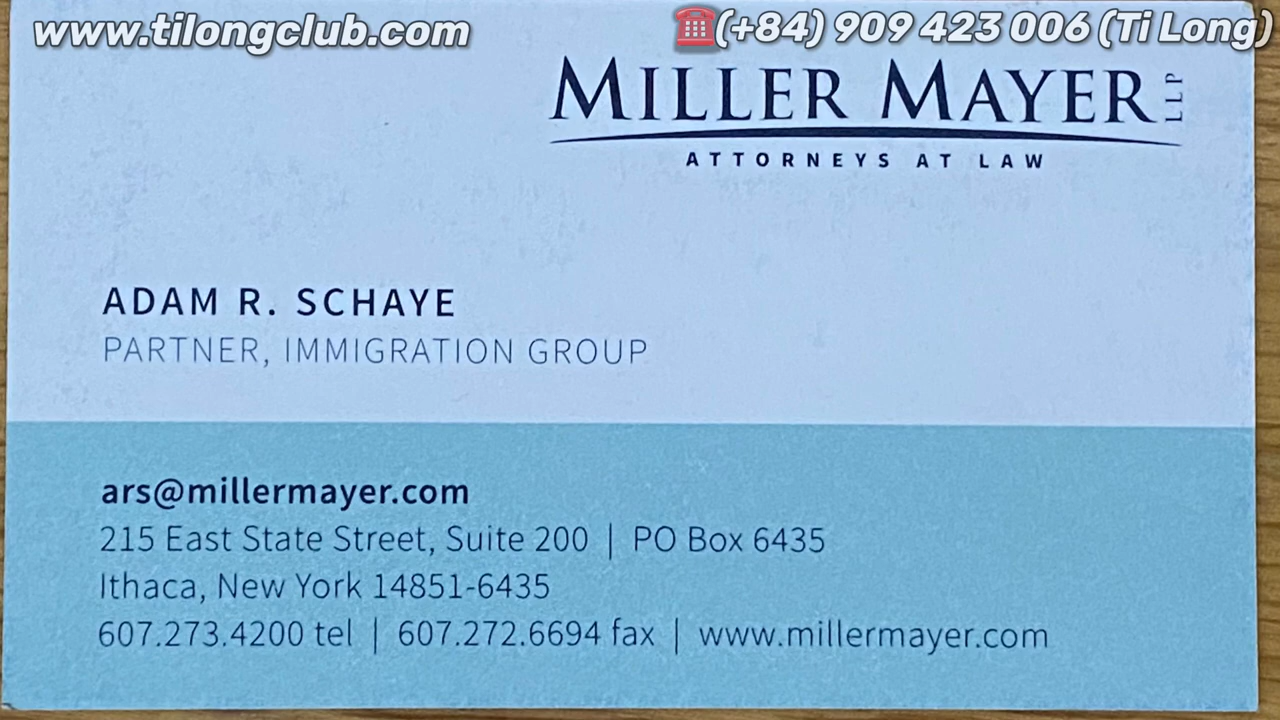 www.tilongclub.com
☎(+84) 909 423 006 (Ti Long)
MILLER MAYER LLP
ATTORNEYS AT LAW
ADAM R. SCHAYE
PARTNER, IMMIGRATION GROUP
ars@millermayer.com
215 East State Street, Suite 200 | PO Box 6435
Ithaca, New York 14851-6435
607.273.4200 tel | 607.272.6694 fax | www.millermayer.com